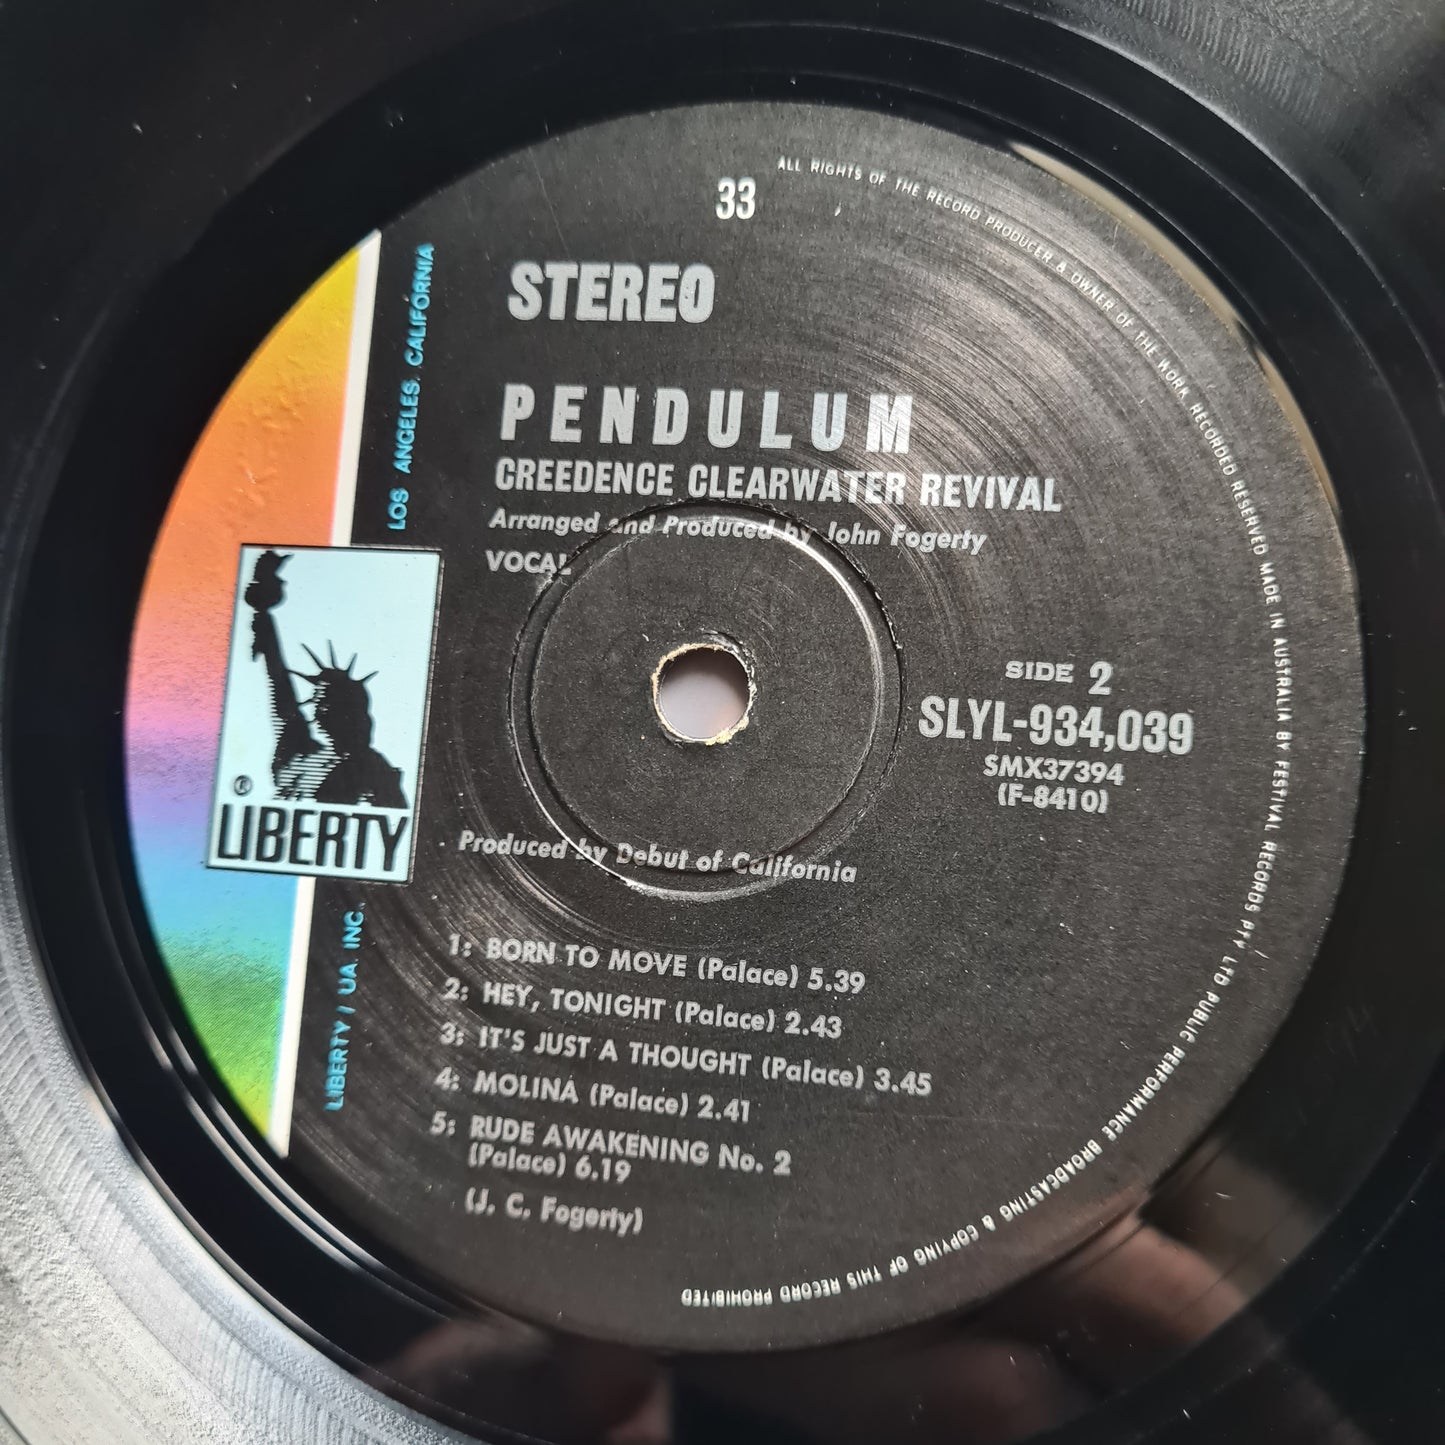 33
ALL RIGHTS OF THE RECORD PRODUCER & OWNER OF THE WORK RECORDED RESERVED MADE IN AUSTRALIA BY FESTIVAL RECORDS PTY LTD PUBLIC PERFORMANCE BROADCASTING & COPYING OF THIS RECORD PROHIBITED
STEREO
LOS ANGELES, CALIFORNIA
PENDULUM
CREEDENCE CLEARWATER REVIVAL
Arranged and Produced by John Fogerty
VOCAL
SIDE 2
SLYL-934,039
SMX37394
(F-8410)
®
LIBERTY
Produced by Debut of California
LIBERTY / UA. INC.
1: BORN TO MOVE (Palace) 5.39
2: HEY, TONIGHT (Palace) 2.43
3: IT'S JUST A THOUGHT (Palace) 3.45
4: MOLINA (Palace) 2.41
5: RUDE AWAKENING No. 2
(Palace) 6.19
(J. C. Fogerty)